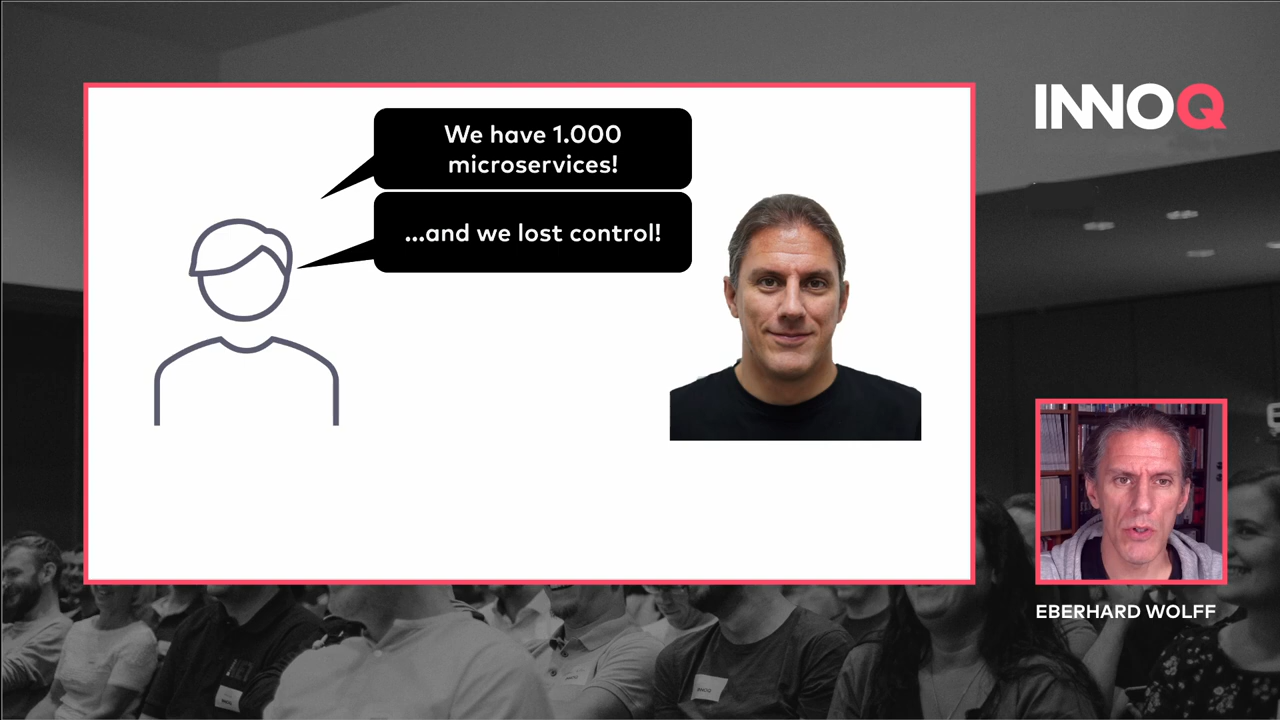 We have 1.000
microservices!
...and we lost control!
INNOQ
EBERHARD WOLFF